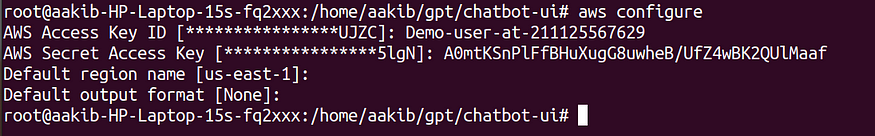 root@aakib-HP-Laptop-15s-fq2xxx:/home/aakib/gpt/chatbot-ui# aws configure
AWS Access Key ID [****************UJZC]: Demo-user-at-211125567629
AWS Secret Access Key [****************5lgN]: A0mtKSnPlFfBHuXugG8uwheB/UfZ4wBK2QUlMaaf
Default region name [us-east-1]:
Default output format [None]:
root@aakib-HP-Laptop-15s-fq2xxx:/home/aakib/gpt/chatbot-ui#